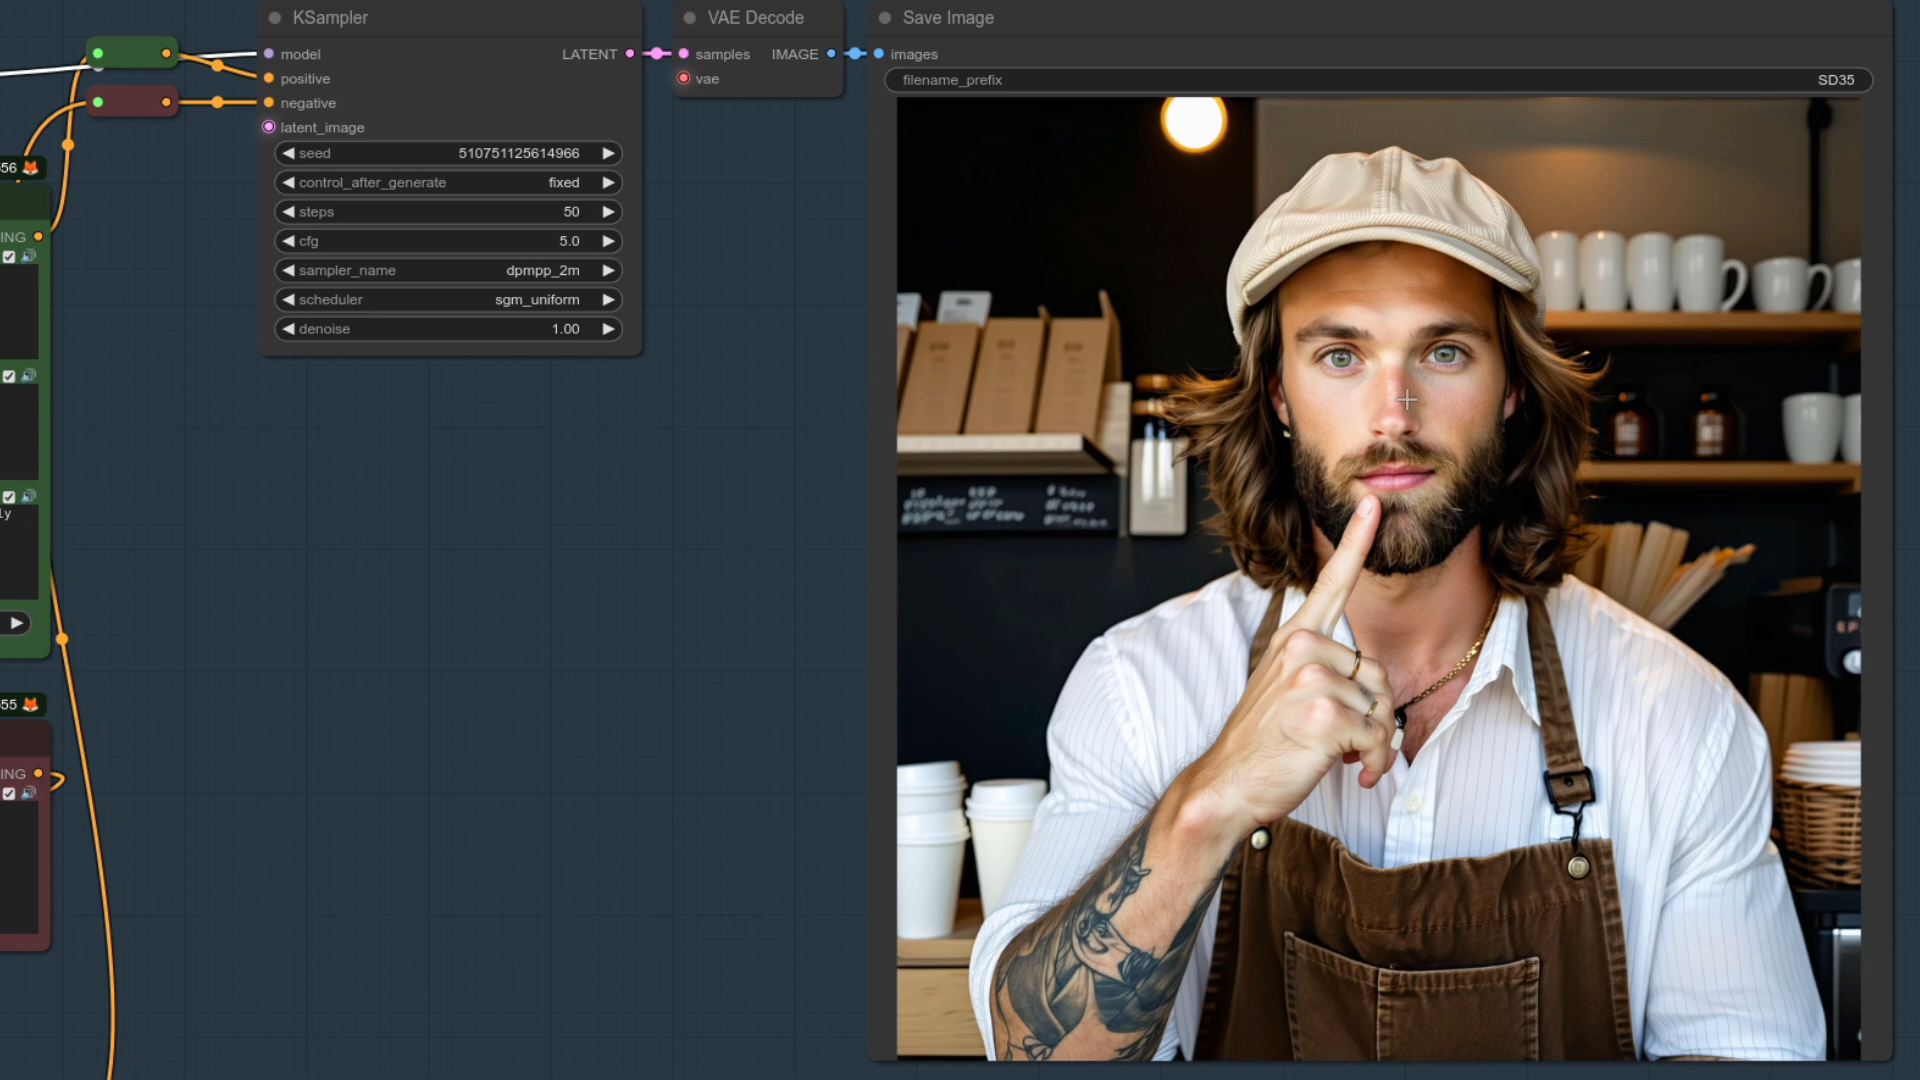 KSampler
model
LATENT
positive
negative
latent_image
seed 510751125614966
control_after_generate fixed
steps 50
cfg 5.0
sampler_name dpmpp_2m
scheduler sgm_uniform
denoise 1.00
VAE Decode
samples IMAGE
vae
Save Image
images
filename_prefix SD35
56
ING
ly
55
ING